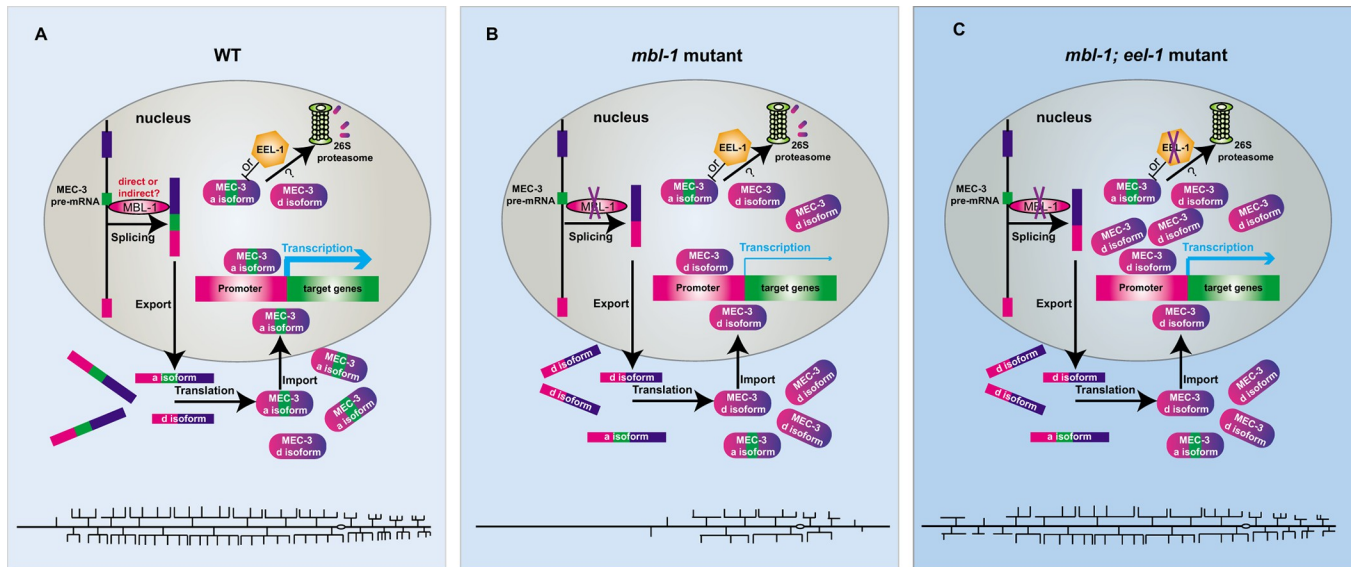 A
WT
nucleus
EEL-1
or
?
26S
proteasome
MEC-3
pre-mRNA
direct or
indirect?
MBL-1
Splicing
MEC-3
a isoform
MEC-3
d isoform
MEC-3
a isoform
Transcription
Promoter
target genes
Export
MEC-3
a isoform
a isoform
Translation
d isoform
Import
MEC-3
a isoform
MEC-3
a isoform
MEC-3
a isoform
MEC-3
d isoform
B
mbl-1 mutant
nucleus
EEL-1
or
?
26S
proteasome
MEC-3
pre-mRNA
MBL-1
Splicing
MEC-3
a isoform
MEC-3
d isoform
MEC-3
d isoform
MEC-3
d isoform
Transcription
Promoter
target genes
Export
MEC-3
d isoform
d isoform
d isoform
d isoform
Translation
a isoform
Import
MEC-3
d isoform
MEC-3
d isoform
MEC-3
d isoform
MEC-3
a isoform
C
mbl-1; eel-1 mutant
nucleus
EEL-1
or
?
26S
proteasome
MEC-3
pre-mRNA
MBL-1
Splicing
MEC-3
a isoform
MEC-3
d isoform
MEC-3
d isoform
MEC-3
d isoform
MEC-3
d isoform
MEC-3
d isoform
Transcription
Promoter
target genes
Export
MEC-3
d isoform
d isoform
d isoform
d isoform
Translation
a isoform
Import
MEC-3
d isoform
MEC-3
d isoform
MEC-3
d isoform
MEC-3
a isoform